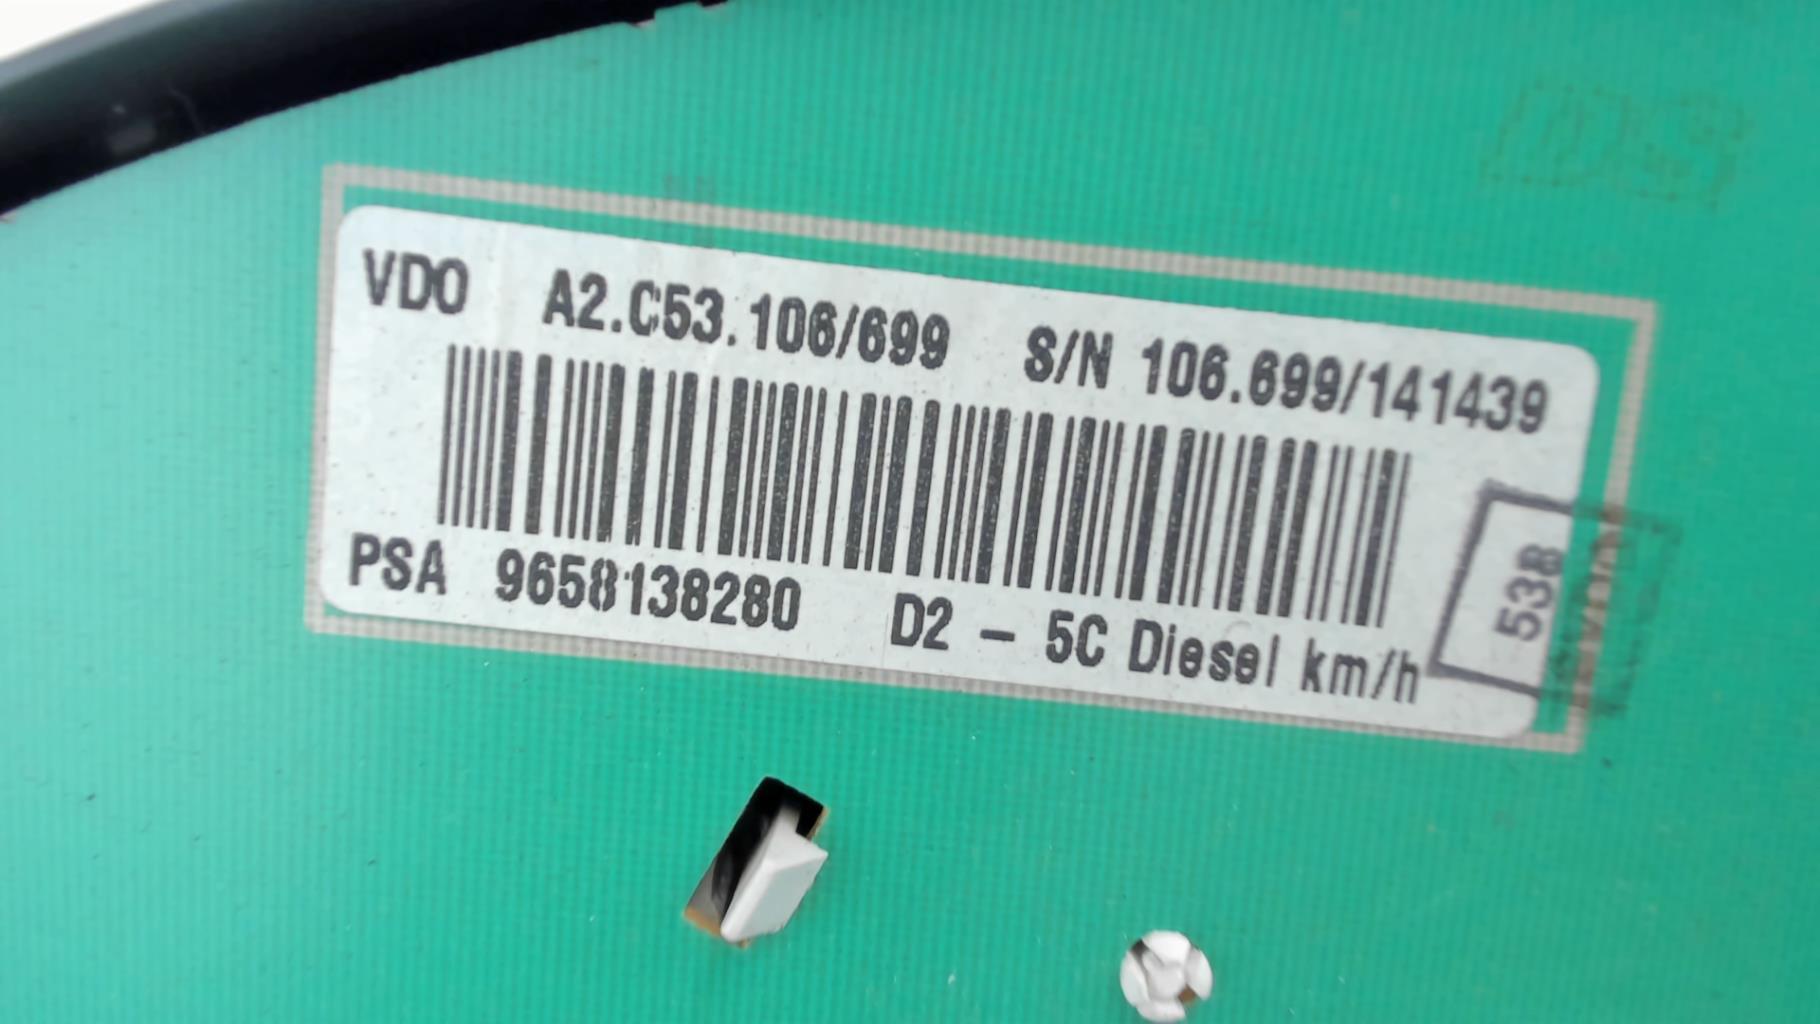 VDO A2.C53.106/699 S/N 106.699/141439
PSA 9658138280 D2 - 5C Diesel km/h
538